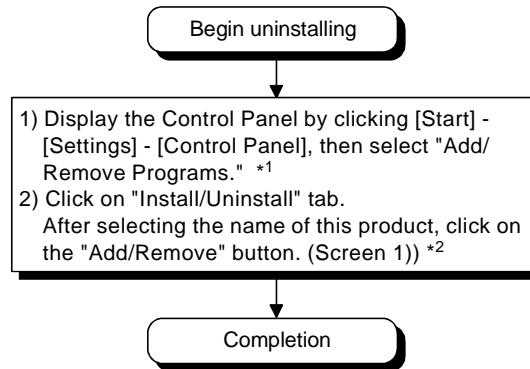 Begin uninstalling
1) Display the Control Panel by clicking [Start] -
[Settings] - [Control Panel], then select "Add/
Remove Programs."  *1
2) Click on "Install/Uninstall" tab.
After selecting the name of this product, click on
the "Add/Remove" button. (Screen 1)) *2
Completion